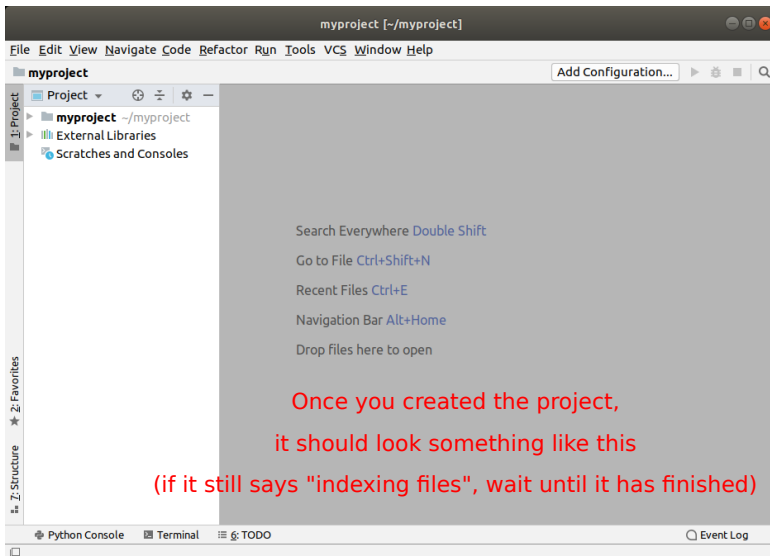 myproject [~/myproject]
File Edit View Navigate Code Refactor Run Tools VCS Window Help
myproject
Add Configuration...
1: Project
Project
myproject ~/myproject
External Libraries
Scratches and Consoles
Search Everywhere Double Shift
Go to File Ctrl+Shift+N
Recent Files Ctrl+E
Navigation Bar Alt+Home
Drop files here to open
2: Favorites
7: Structure
Once you created the project,
it should look something like this
(if it still says "indexing files", wait until it has finished)
Python Console Terminal 6: TODO Event Log